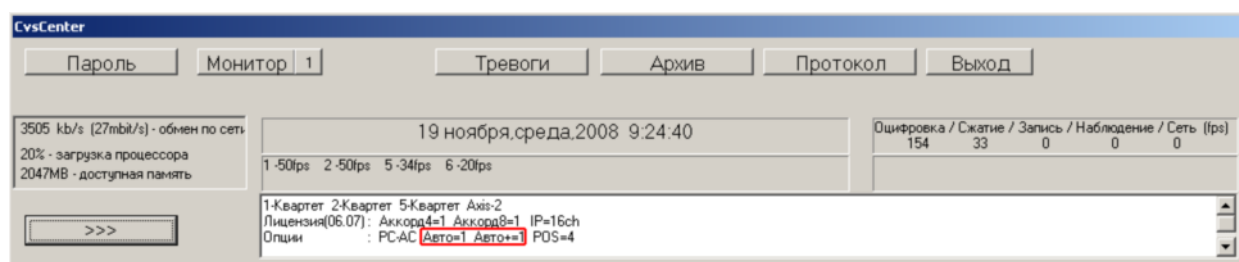 CvsCenter
Пароль Монитор 1 Тревоги Архив Протокол Выход
3505 kb/s (27mbit/s) - обмен по сети
20% - загрузка процессора
2047MB - доступная память
19 ноября,среда,2008 9:24:40
1 -50fps 2 -50fps 5 -34fps 6 -20fps
Оцифровка / Сжатие / Запись / Наблюдение / Сеть (fps)
154 33 0 0 0
>>>
1-Квартет 2-Квартет 5-Квартет Axis-2
Лицензия(06.07) : Аккорд4=1 Аккорд8=1 IP=16ch
Опции : PC-AC Авто=1 Авто+=1 POS=4